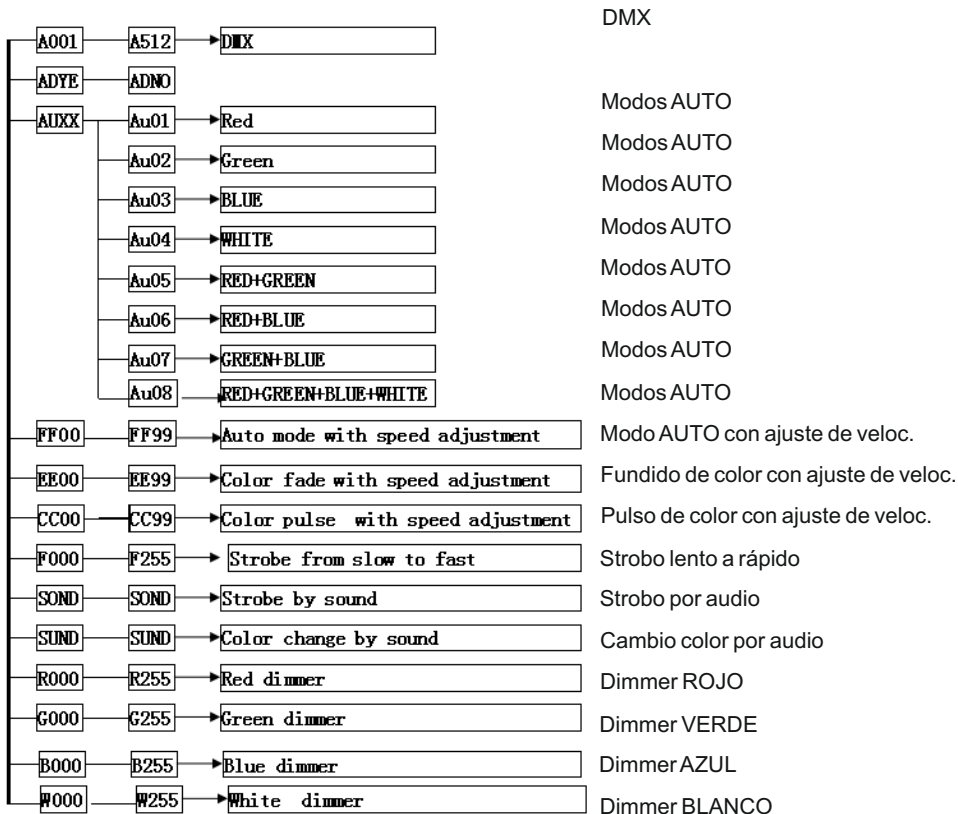 DMX
A001 A512 DMX
ADYE ADNO
AUXX Au01 Red Modos AUTO
Au02 Green Modos AUTO
Au03 BLUE Modos AUTO
Au04 WHITE Modos AUTO
Au05 RED+GREEN Modos AUTO
Au06 RED+BLUE Modos AUTO
Au07 GREEN+BLUE Modos AUTO
Au08 RED+GREEN+BLUE+WHITE Modos AUTO
FF00 FF99 Auto mode with speed adjustment Modo AUTO con ajuste de veloc.
EE00 EE99 Color fade with speed adjustment Fundido de color con ajuste de veloc.
CC00 CC99 Color pulse with speed adjustment Pulso de color con ajuste de veloc.
F000 F255 Strobe from slow to fast Strobo lento a rápido
SOND SOND Strobe by sound Strobo por audio
SUND SUND Color change by sound Cambio color por audio
R000 R255 Red dimmer Dimmer ROJO
G000 G255 Green dimmer Dimmer VERDE
B000 B255 Blue dimmer Dimmer AZUL
W000 W255 White dimmer Dimmer BLANCO